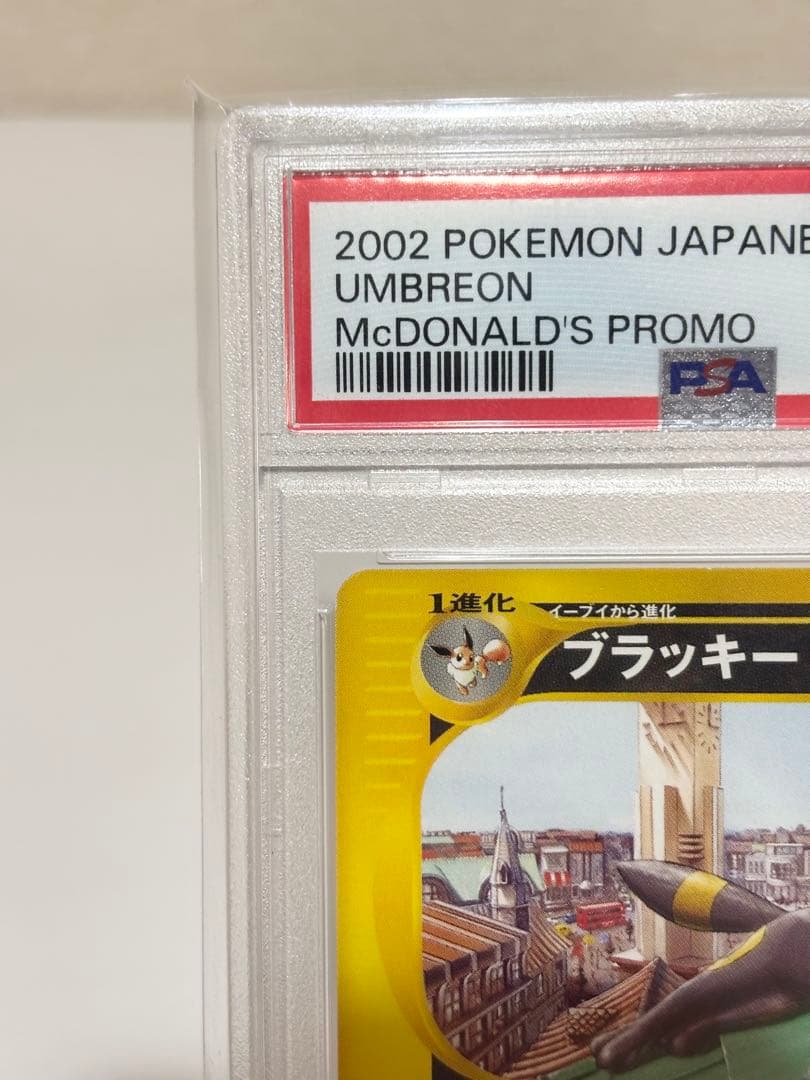 2002 POKEMON JAPANE
UMBREON
McDONALD'S PROMO
PSA
1進化
イーブイから進化
ブラッキー